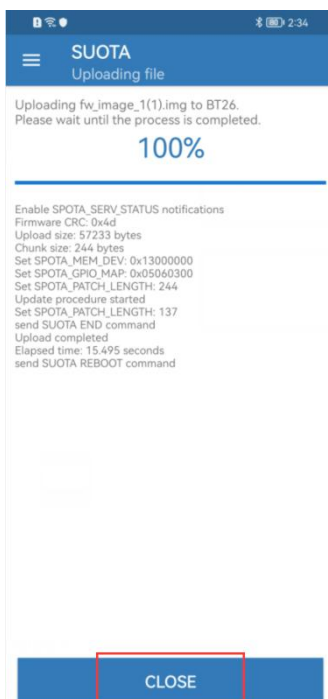 2:34
SUOTA
Uploading file
Uploading fw_image_1(1).img to BT26.
Please wait until the process is completed.
100%
Enable SPOTA_SERV_STATUS notifications
Firmware CRC: 0x4d
Upload size: 57233 bytes
Chunk size: 244 bytes
Set SPOTA_MEM_DEV: 0x13000000
Set SPOTA_GPIO_MAP: 0x05060300
Set SPOTA_PATCH_LENGTH: 244
Update procedure started
Set SPOTA_PATCH_LENGTH: 137
send SUOTA END command
Upload completed
Elapsed time: 15.495 seconds
send SUOTA REBOOT command
CLOSE